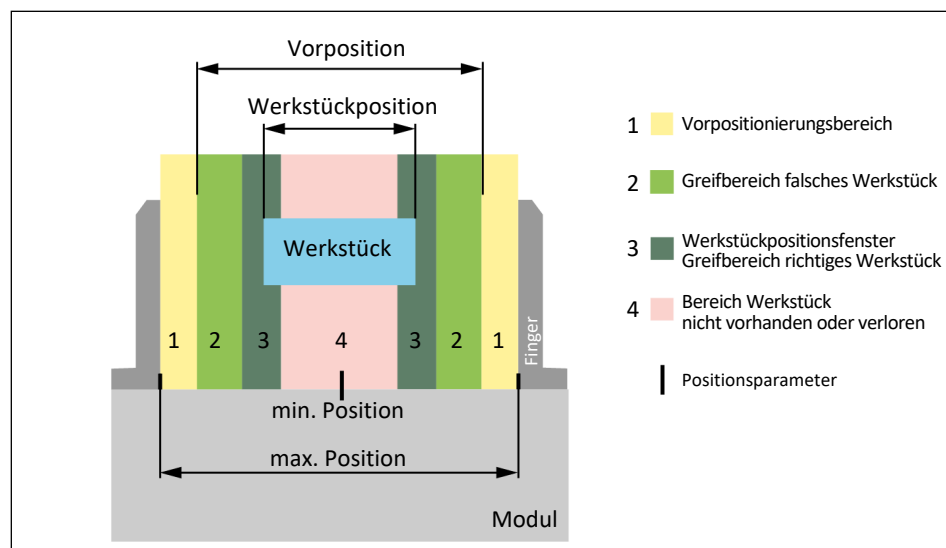 Vorposition
Werkstückposition
Werkstück
1 2 3 4 3 2 1
Finger
min. Position
max. Position
Modul
1 Vorpositionierungsbereich
2 Greifbereich falsches Werkstück
3 Werkstückpositionsfenster
Greifbereich richtiges Werkstück
4 Bereich Werkstück
nicht vorhanden oder verloren
Positionsparameter